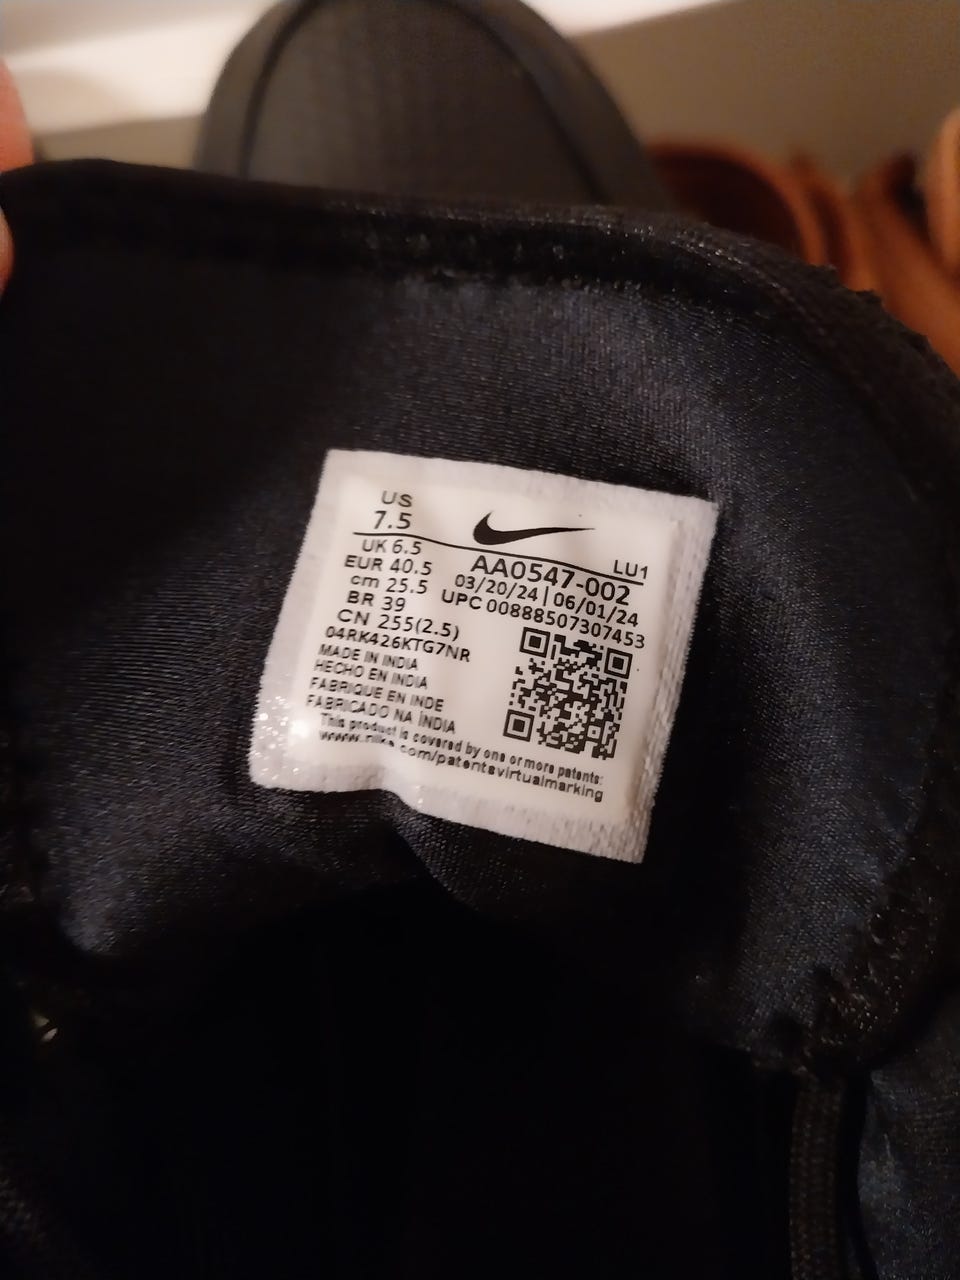 US
7.5
UK 6.5
EUR 40.5
cm 25.5
BR 39
CN 255(2.5)
04RK426KTG7NR
MADE IN INDIA
HECHO EN INDIA
FABRIQUE EN INDE
FABRICADO NA ÍNDIA
This product is covered by one or more patents:
www.nike.com/patentsvirtualmarking
LU1
AA0547-002
03/20/24 | 06/01/24
UPC 00888507307453